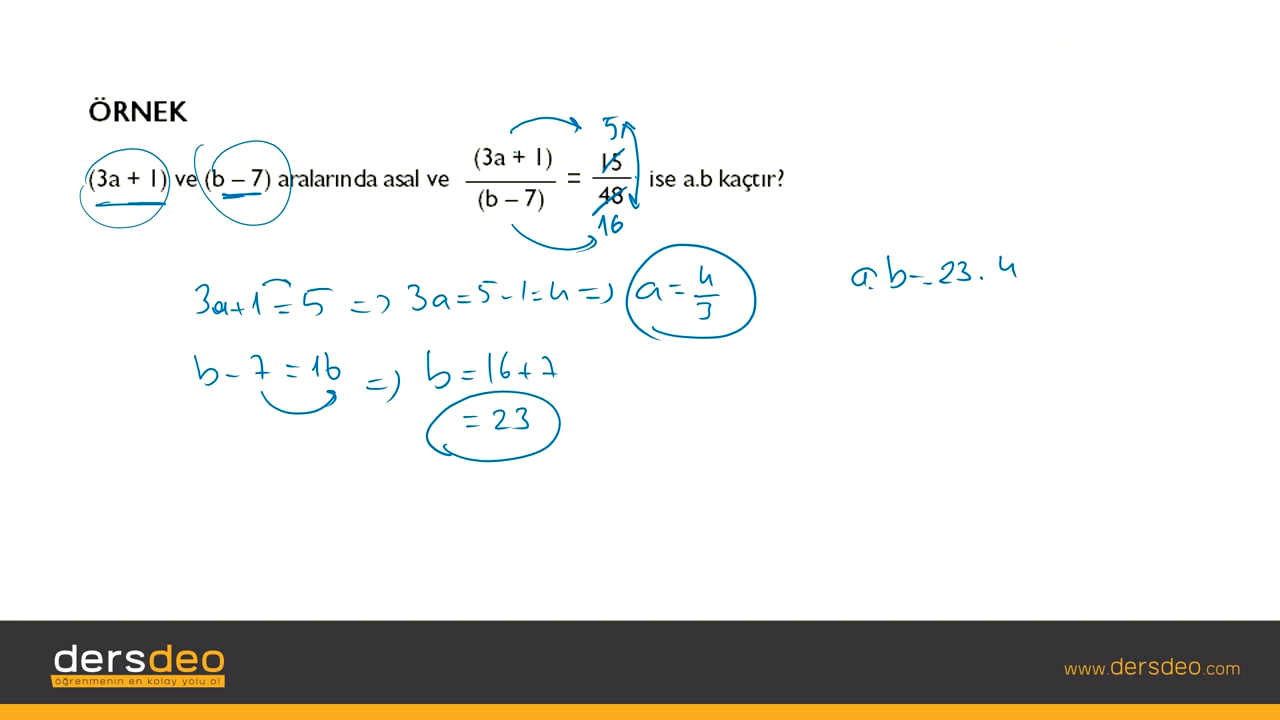 ÖRNEK
(3a + 1) ve (b – 7) aralarında asal ve (3a + 1)/(b – 7) = 15/48 ise a.b kaçtır?
5
16
3a+1=5 => 3a=5-1=4 => a=4/3
a.b=23.4
b-7=16 => b=16+7
=23
dersdeo
öğrenmenin en kolay yolu o!
www.dersdeo.com